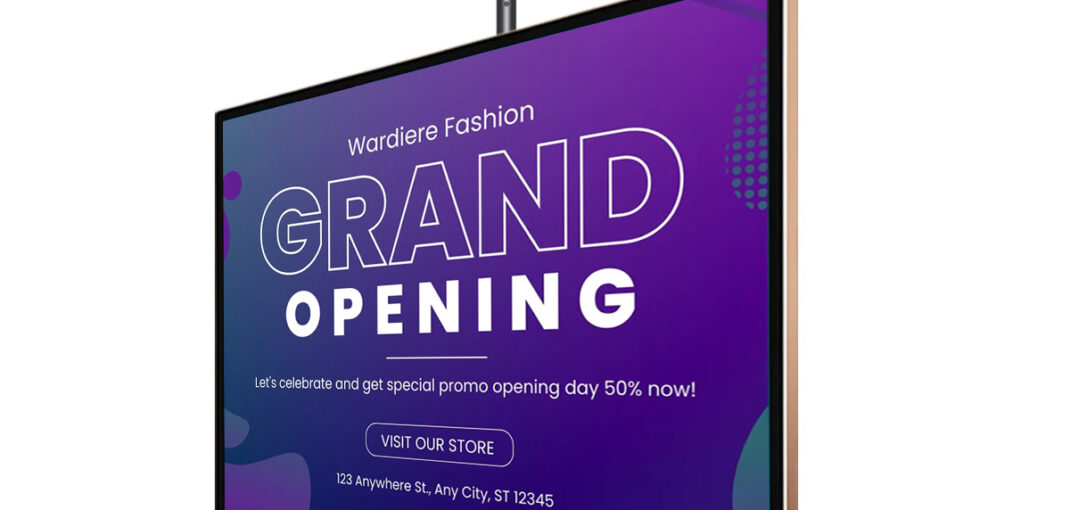 Wardiere Fashion
GRAND
OPENING
Let's celebrate and get special promo opening day 50% now!
VISIT OUR STORE
123 Anywhere St., Any City, ST 12345